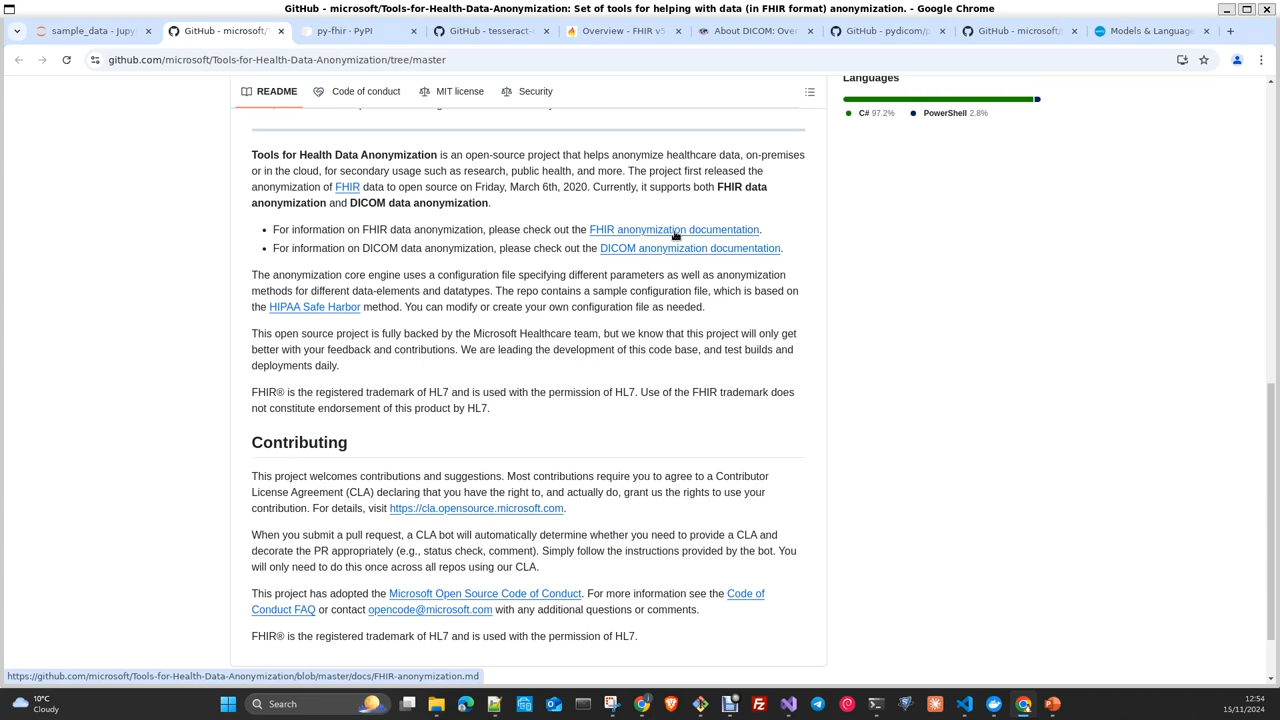 GitHub - microsoft/Tools-for-Health-Data-Anonymization: Set of tools for helping with data (in FHIR format) anonymization. - Google Chrome
sample_data - Jupy
GitHub - microsoft/
py-fhir · PyPI
GitHub - tesseract-
Overview - FHIR v5
About DICOM: Over
GitHub - pydicom/p
GitHub - microsoft/
Models & Language
github.com/microsoft/Tools-for-Health-Data-Anonymization/tree/master
README
Code of conduct
MIT license
Security
Languages
C# 97.2%
PowerShell 2.8%
Tools for Health Data Anonymization is an open-source project that helps anonymize healthcare data, on-premises
or in the cloud, for secondary usage such as research, public health, and more. The project first released the
anonymization of FHIR data to open source on Friday, March 6th, 2020. Currently, it supports both FHIR data
anonymization and DICOM data anonymization.
• For information on FHIR data anonymization, please check out the FHIR anonymization documentation.
• For information on DICOM data anonymization, please check out the DICOM anonymization documentation.
The anonymization core engine uses a configuration file specifying different parameters as well as anonymization
methods for different data-elements and datatypes. The repo contains a sample configuration file, which is based on
the HIPAA Safe Harbor method. You can modify or create your own configuration file as needed.
This open source project is fully backed by the Microsoft Healthcare team, but we know that this project will only get
better with your feedback and contributions. We are leading the development of this code base, and test builds and
deployments daily.
FHIR® is the registered trademark of HL7 and is used with the permission of HL7. Use of the FHIR trademark does
not constitute endorsement of this product by HL7.
Contributing
This project welcomes contributions and suggestions. Most contributions require you to agree to a Contributor
License Agreement (CLA) declaring that you have the right to, and actually do, grant us the rights to use your
contribution. For details, visit https://cla.opensource.microsoft.com.
When you submit a pull request, a CLA bot will automatically determine whether you need to provide a CLA and
decorate the PR appropriately (e.g., status check, comment). Simply follow the instructions provided by the bot. You
will only need to do this once across all repos using our CLA.
This project has adopted the Microsoft Open Source Code of Conduct. For more information see the Code of
Conduct FAQ or contact opencode@microsoft.com with any additional questions or comments.
FHIR® is the registered trademark of HL7 and is used with the permission of HL7.
https://github.com/microsoft/Tools-for-Health-Data-Anonymization/blob/master/docs/FHIR-anonymization.md
10°C
Cloudy
Search
12:54
15/11/2024